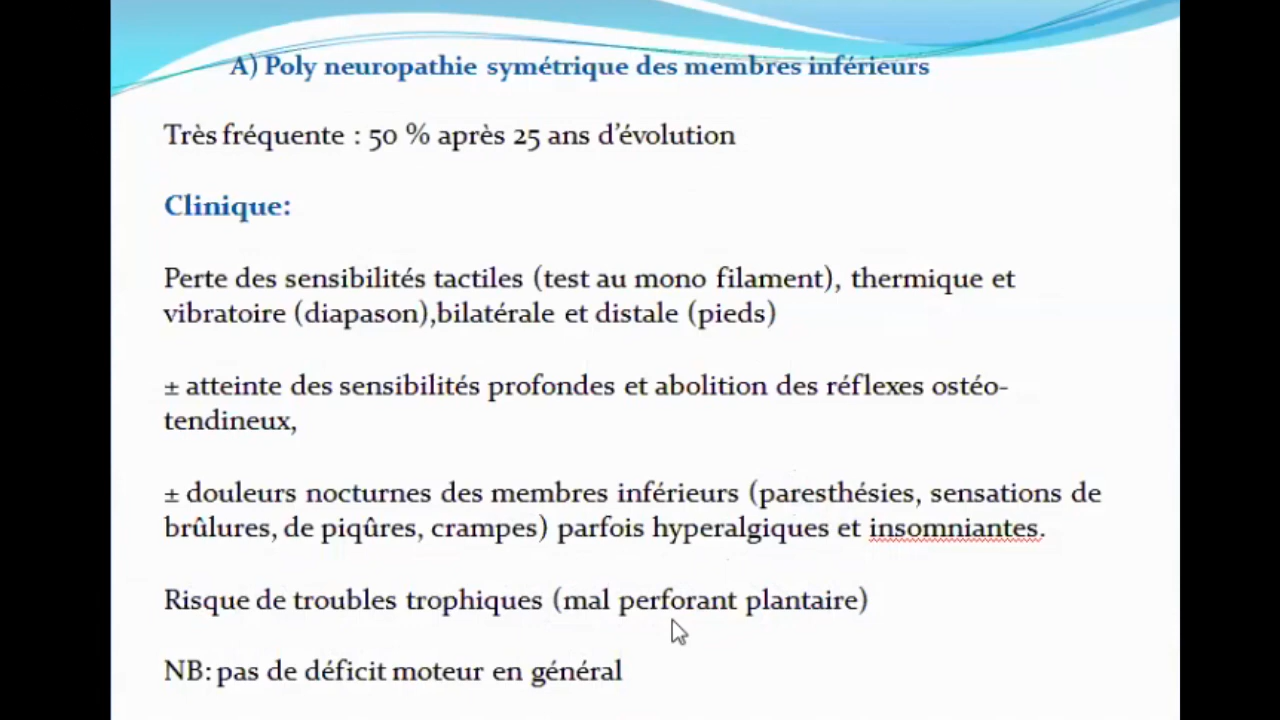 A) Poly neuropathie symétrique des membres inférieurs
Très fréquente : 50 % après 25 ans d’évolution
Clinique:
Perte des sensibilités tactiles (test au mono filament), thermique et
vibratoire (diapason),bilatérale et distale (pieds)
± atteinte des sensibilités profondes et abolition des réflexes ostéo-
tendineux,
± douleurs nocturnes des membres inférieurs (paresthésies, sensations de
brûlures, de piqûres, crampes) parfois hyperalgiques et insomniantes.
Risque de troubles trophiques (mal perforant plantaire)
NB: pas de déficit moteur en général